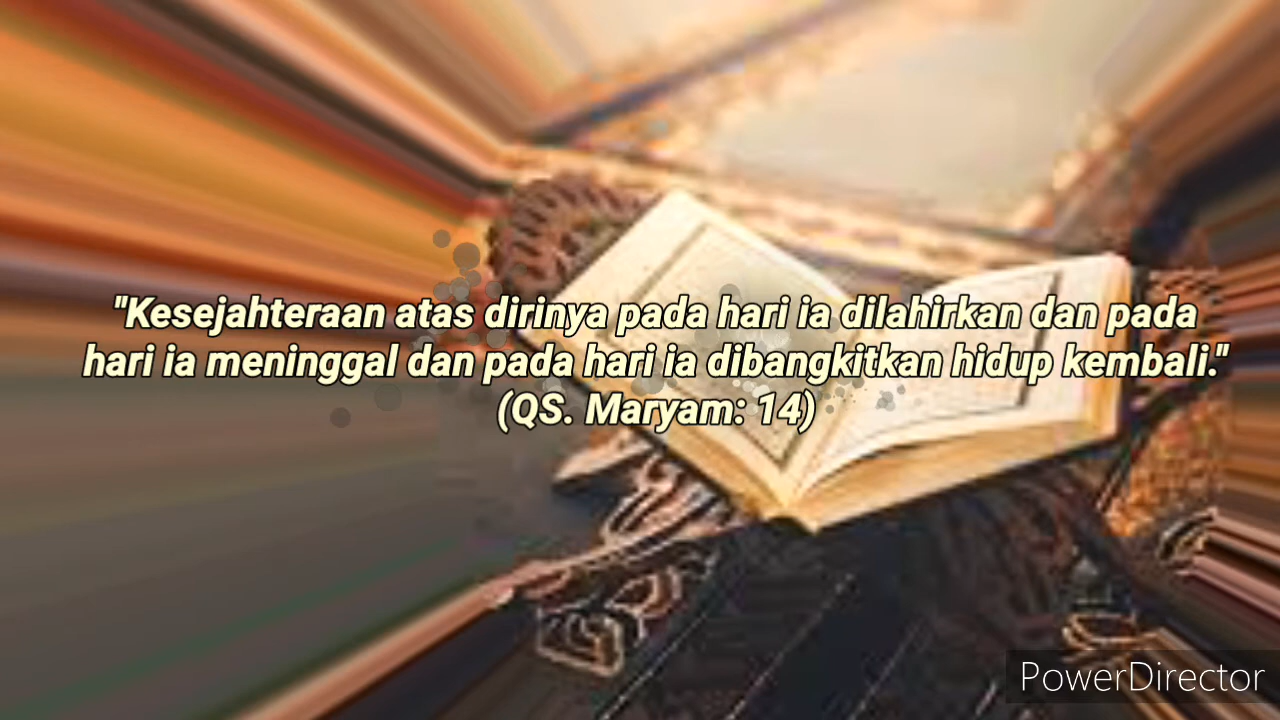 "Kesejahteraan atas dirinya pada hari ia dilahirkan dan pada
hari ia meninggal dan pada hari ia dibangkitkan hidup kembali."
(QS. Maryam: 14)
PowerDirector